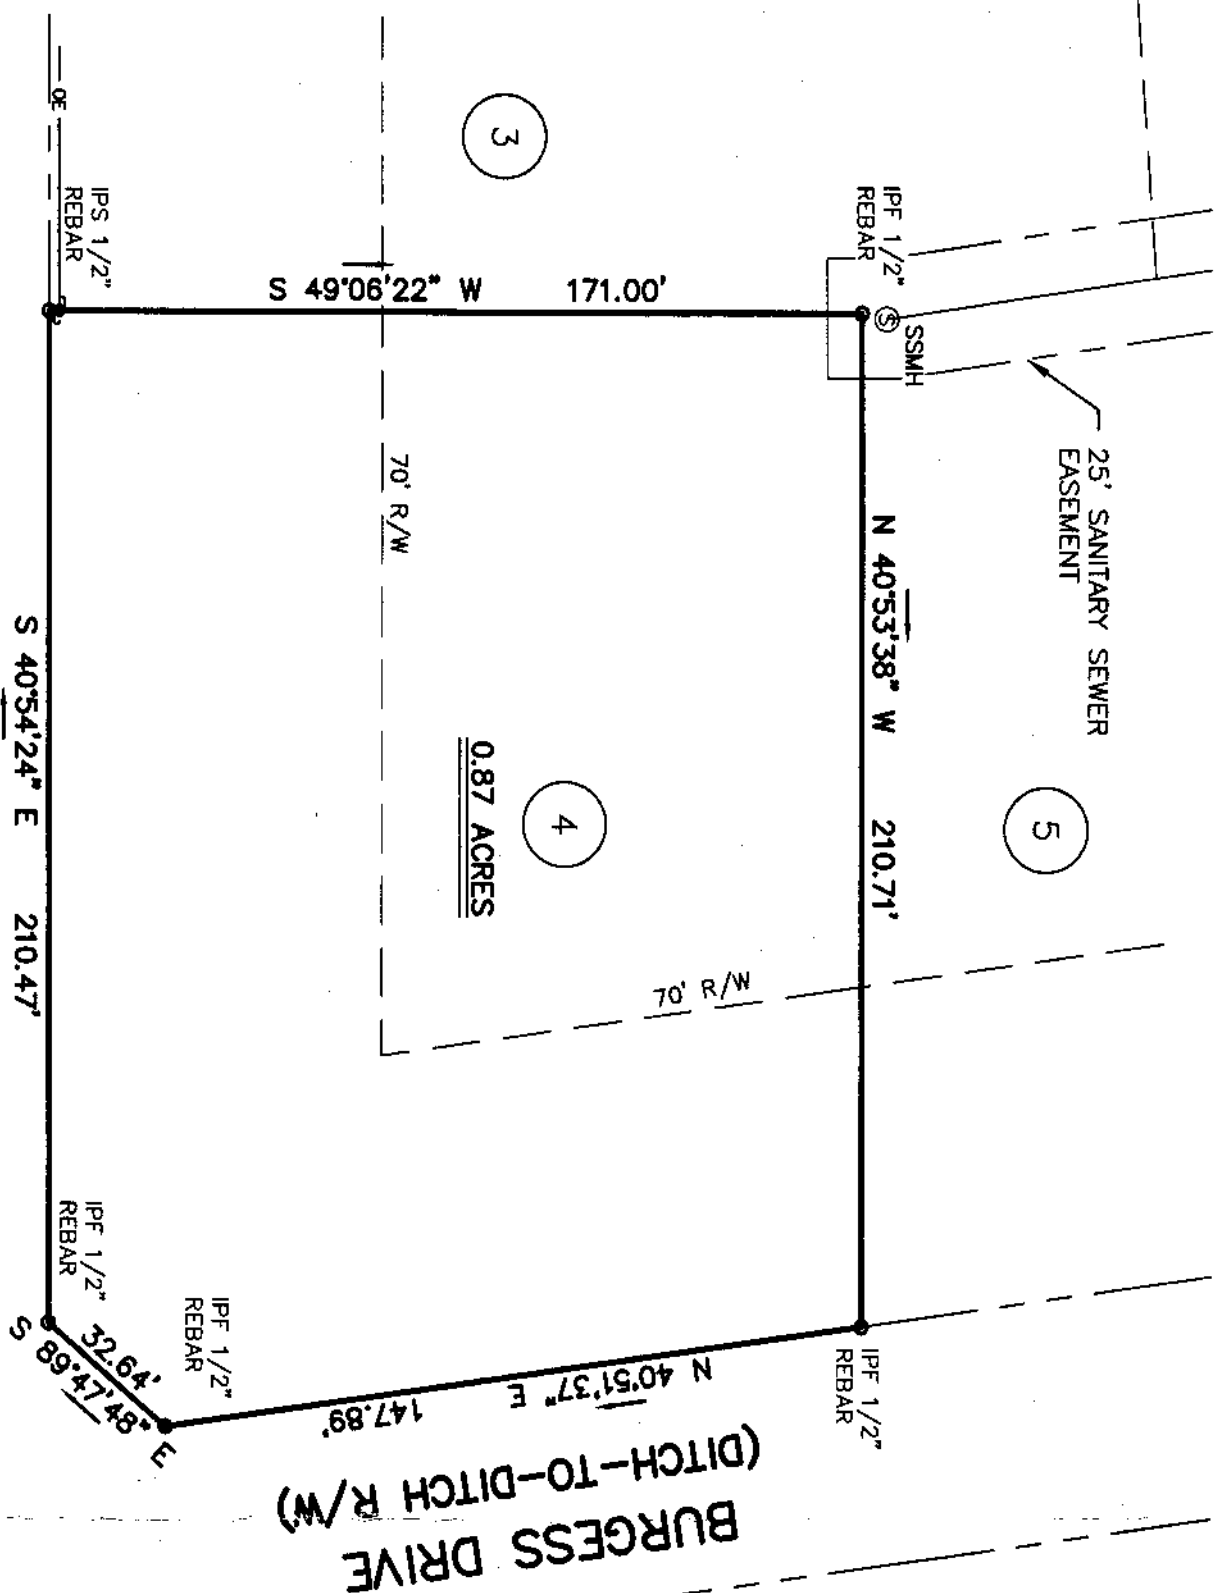 3
OE
IPS 1/2"
REBAR
IPF 1/2"
REBAR
S 49°06'22" W 171.00'
S
SSMH
25' SANITARY SEWER
EASEMENT
N 40°53'38" W 210.71'
5
70' R/W
4
0.87 ACRES
70' R/W
S 40°54'24" E 210.47'
IPF 1/2"
REBAR
32.64'
S 89°47'48" E
IPF 1/2"
REBAR
N 40°51'37" E
147.89'
IPF 1/2"
REBAR
BURGESS DRIVE
(DITCH-TO-DITCH R/W)